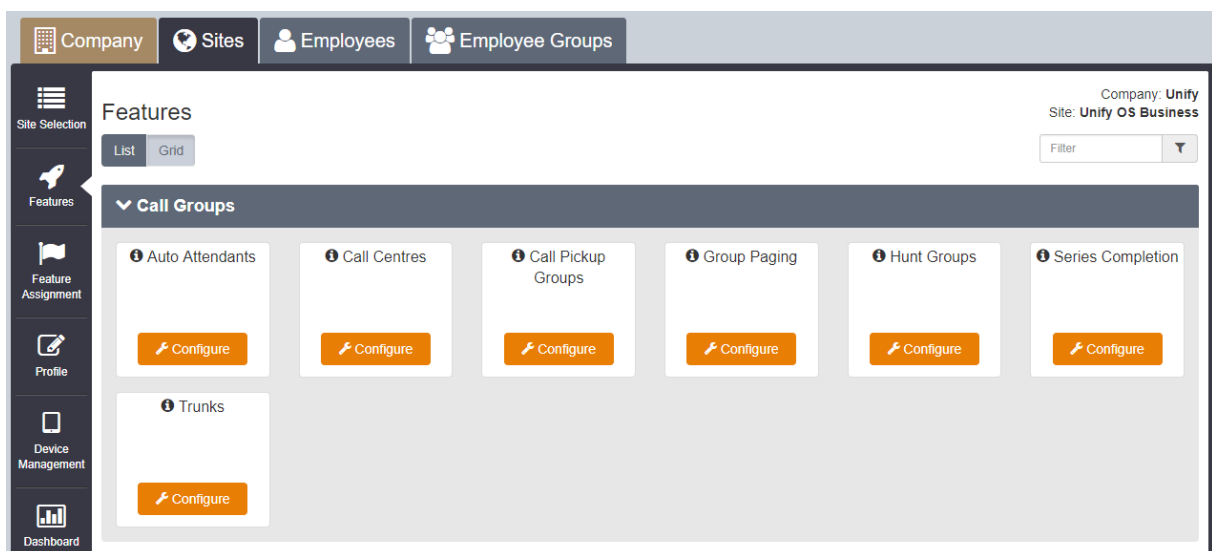 Company Sites Employees Employee Groups
Site Selection
Features
Feature
Assignment
Profile
Device
Management
Dashboard
Features
Company: Unify
Site: Unify OS Business
List Grid
Filter
Call Groups
Auto Attendants
Configure
Call Centres
Configure
Call Pickup
Groups
Configure
Group Paging
Configure
Hunt Groups
Configure
Series Completion
Configure
Trunks
Configure